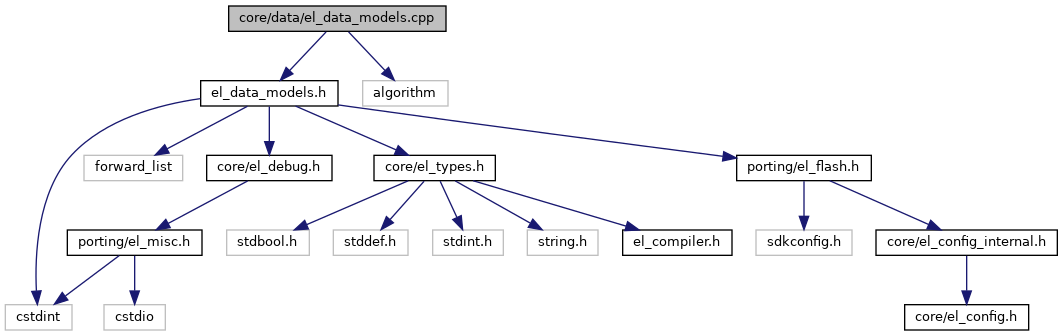 core/data/el_data_models.cpp
el_data_models.h
algorithm
forward_list
core/el_debug.h
core/el_types.h
porting/el_flash.h
porting/el_misc.h
stdbool.h
stddef.h
stdint.h
string.h
el_compiler.h
sdkconfig.h
core/el_config_internal.h
cstdint
cstdio
core/el_config.h